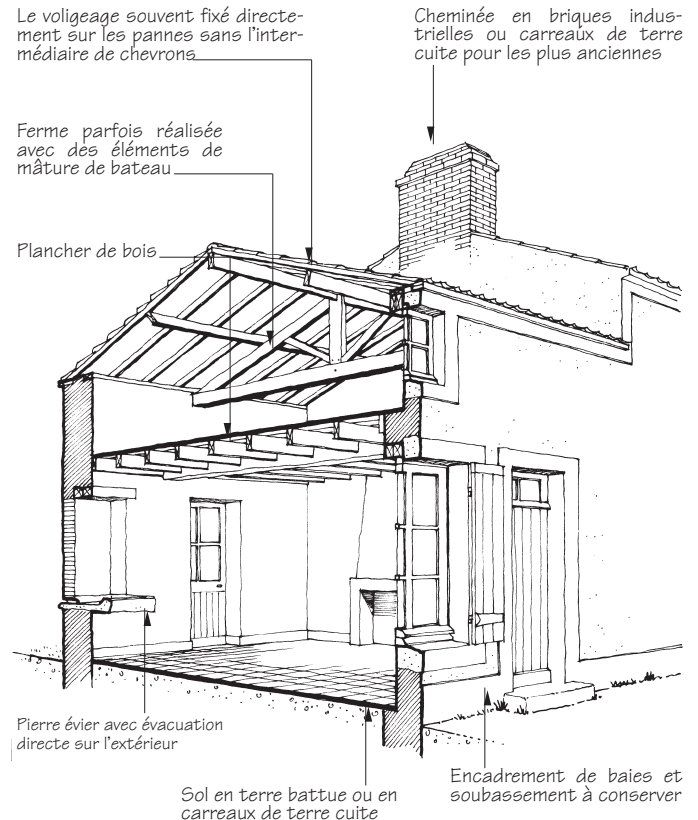 Le voligeage souvent fixé directe-
ment sur les pannes sans l'inter-
médiaire de chevrons
Cheminée en briques indus-
trielles ou carreaux de terre
cuite pour les plus anciennes
Ferme parfois réalisée
avec des éléments de
mâture de bateau
Plancher de bois
Pierre évier avec évacuation
directe sur l'extérieur
Sol en terre battue ou en
carreaux de terre cuite
Encadrement de baies et
soubassement à conserver